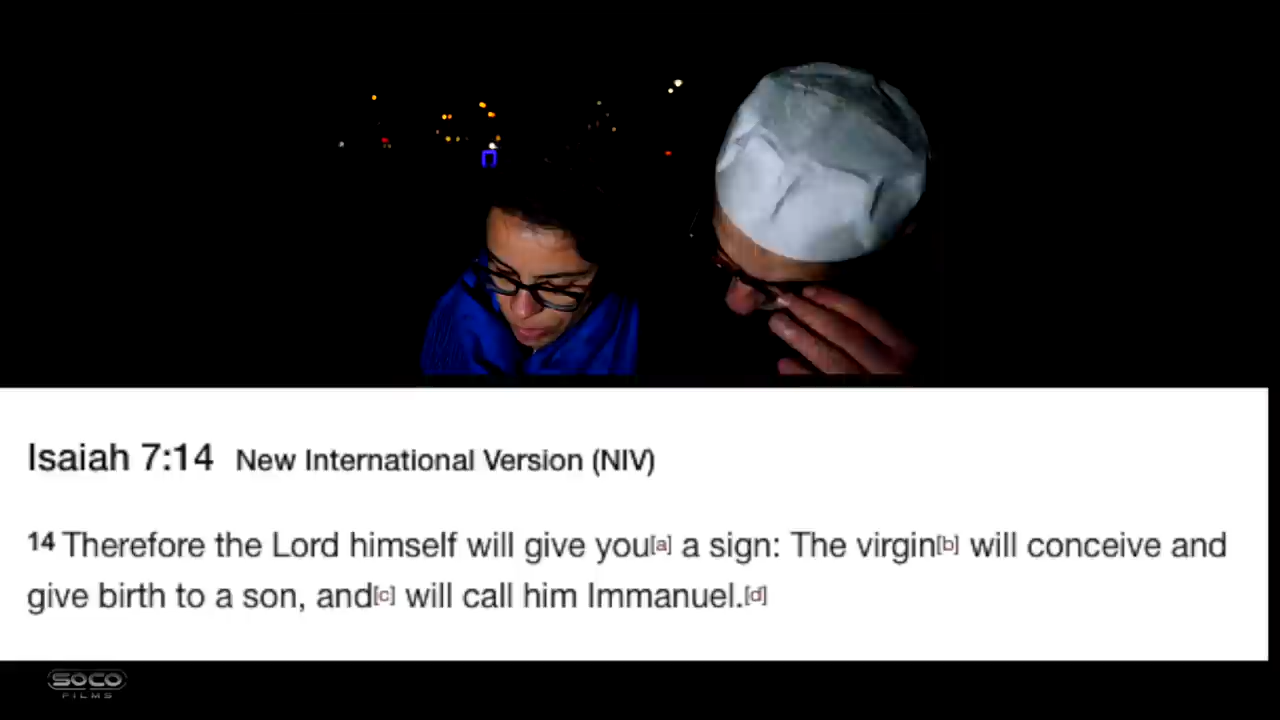 Isaiah 7:14 New International Version (NIV)
14 Therefore the Lord himself will give you[a] a sign: The virgin[b] will conceive and
give birth to a son, and[c] will call him Immanuel.[d]
SOCO
FILMS